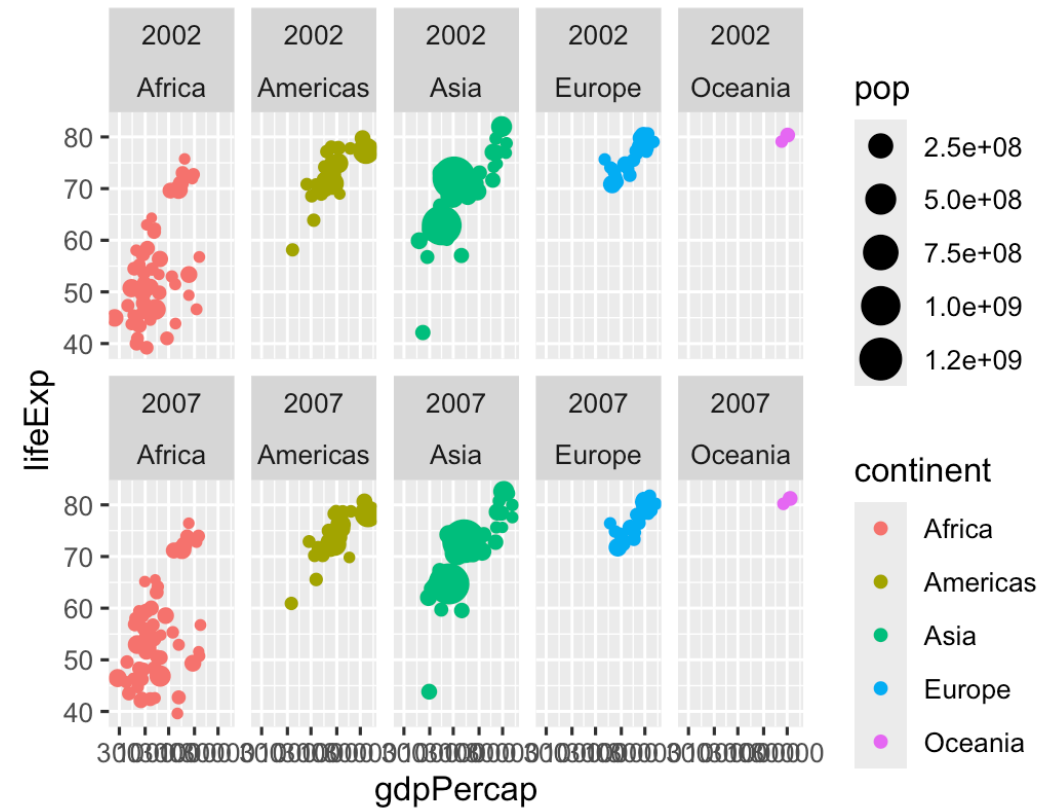 2002 2002 2002 2002 2002
Africa Americas Asia Europe Oceania
80
70
60
50
40
2007 2007 2007 2007 2007
Africa Americas Asia Europe Oceania
80
70
60
50
40
lifeExp
gdpPercap
pop
2.5e+08
5.0e+08
7.5e+08
1.0e+09
1.2e+09
continent
Africa
Americas
Asia
Europe
Oceania